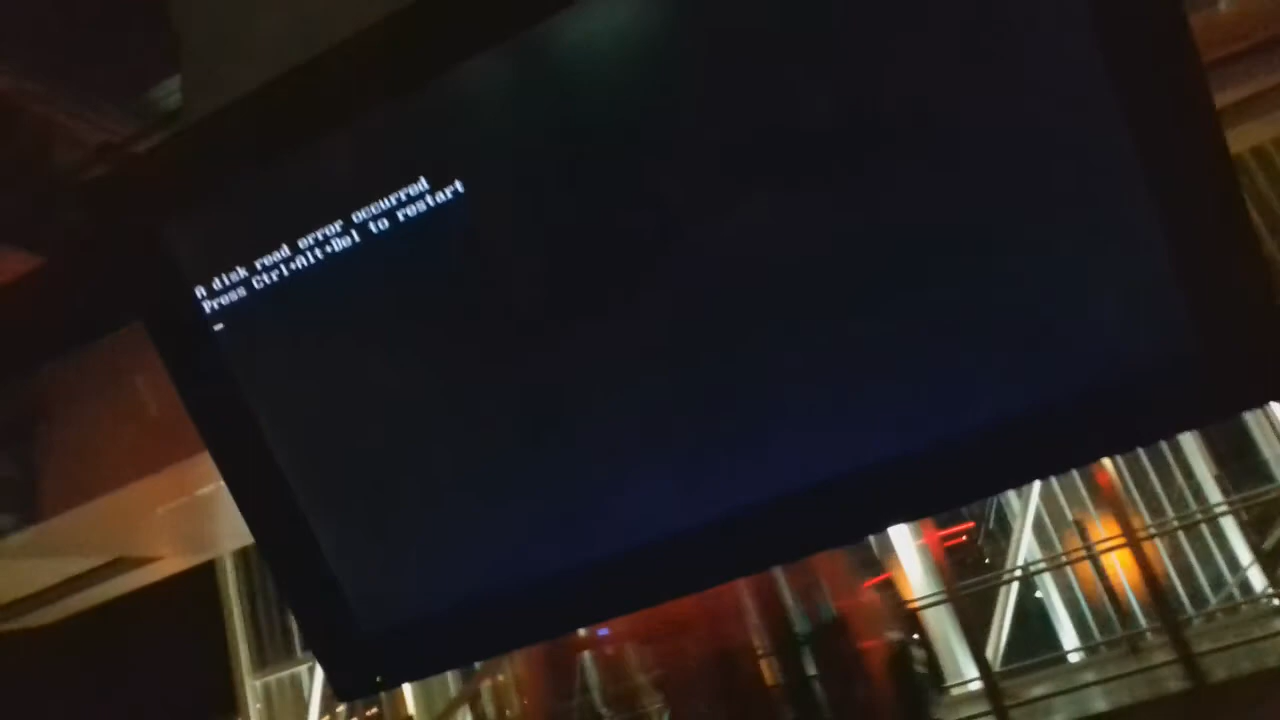 A disk read error occurred
Press Ctrl+Alt+Del to restart
_